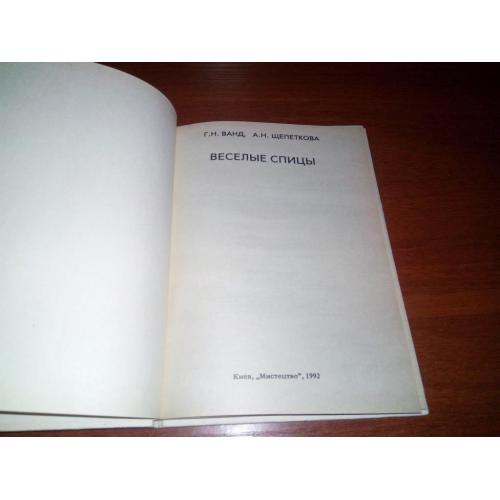 Г.Н. ВАНД, А.Н. ЩЕПЕТКОВА
ВЕСЕЛЫЕ СПИЦЫ
Киев, „Мистецтво", 1992